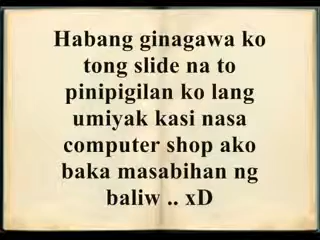 Habang ginagawa ko
tong slide na to
pinipigilan ko lang
umiyak kasi nasa
computer shop ako
baka masabihan ng
baliw .. xD